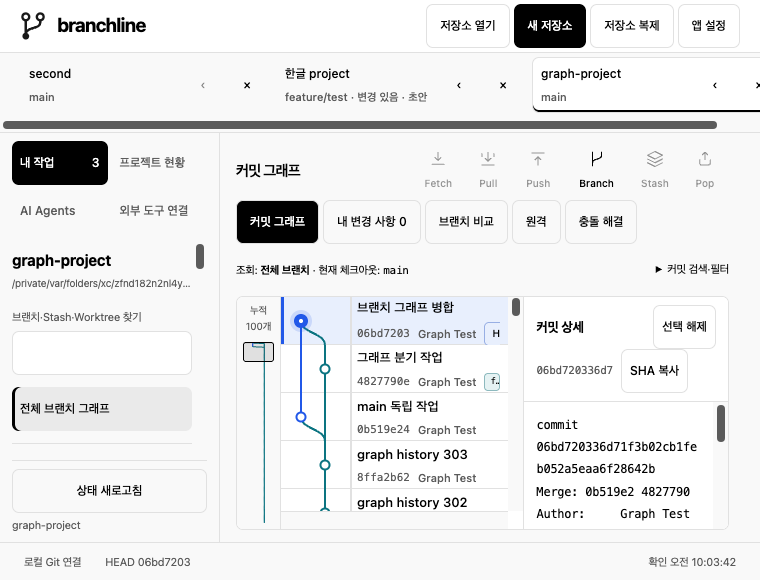 branchline
저장소 열기
새 저장소
저장소 복제
앱 설정
second
main
‹
×
한글 project
feature/test · 변경 있음 · 초안
‹
×
graph-project
main
‹
×
내 작업 3
프로젝트 현황
AI Agents
외부 도구 연결
graph-project
/private/var/folders/xc/zfnd182n2nl4y...
브랜치·Stash·Worktree 찾기
전체 브랜치 그래프
상태 새로고침
graph-project
커밋 그래프
Fetch
Pull
Push
Branch
Stash
Pop
커밋 그래프
내 변경 사항 0
브랜치 비교
원격
충돌 해결
조회: 전체 브랜치 · 현재 체크아웃: main
▶ 커밋 검색·필터
누적
100개
브랜치 그래프 병합
06bd7203 Graph Test H
그래프 분기 작업
4827790e Graph Test f
main 독립 작업
0b519e24 Graph Test
graph history 303
8ffa2b62 Graph Test
graph history 302
커밋 상세
선택 해제
06bd720336d7
SHA 복사
commit
06bd720336d71f3b02cb1fe
b052a5eaa6f28642b
Merge: 0b519e2 4827790
Author: Graph Test
로컬 Git 연결
HEAD 06bd7203
확인 오전 10:03:42